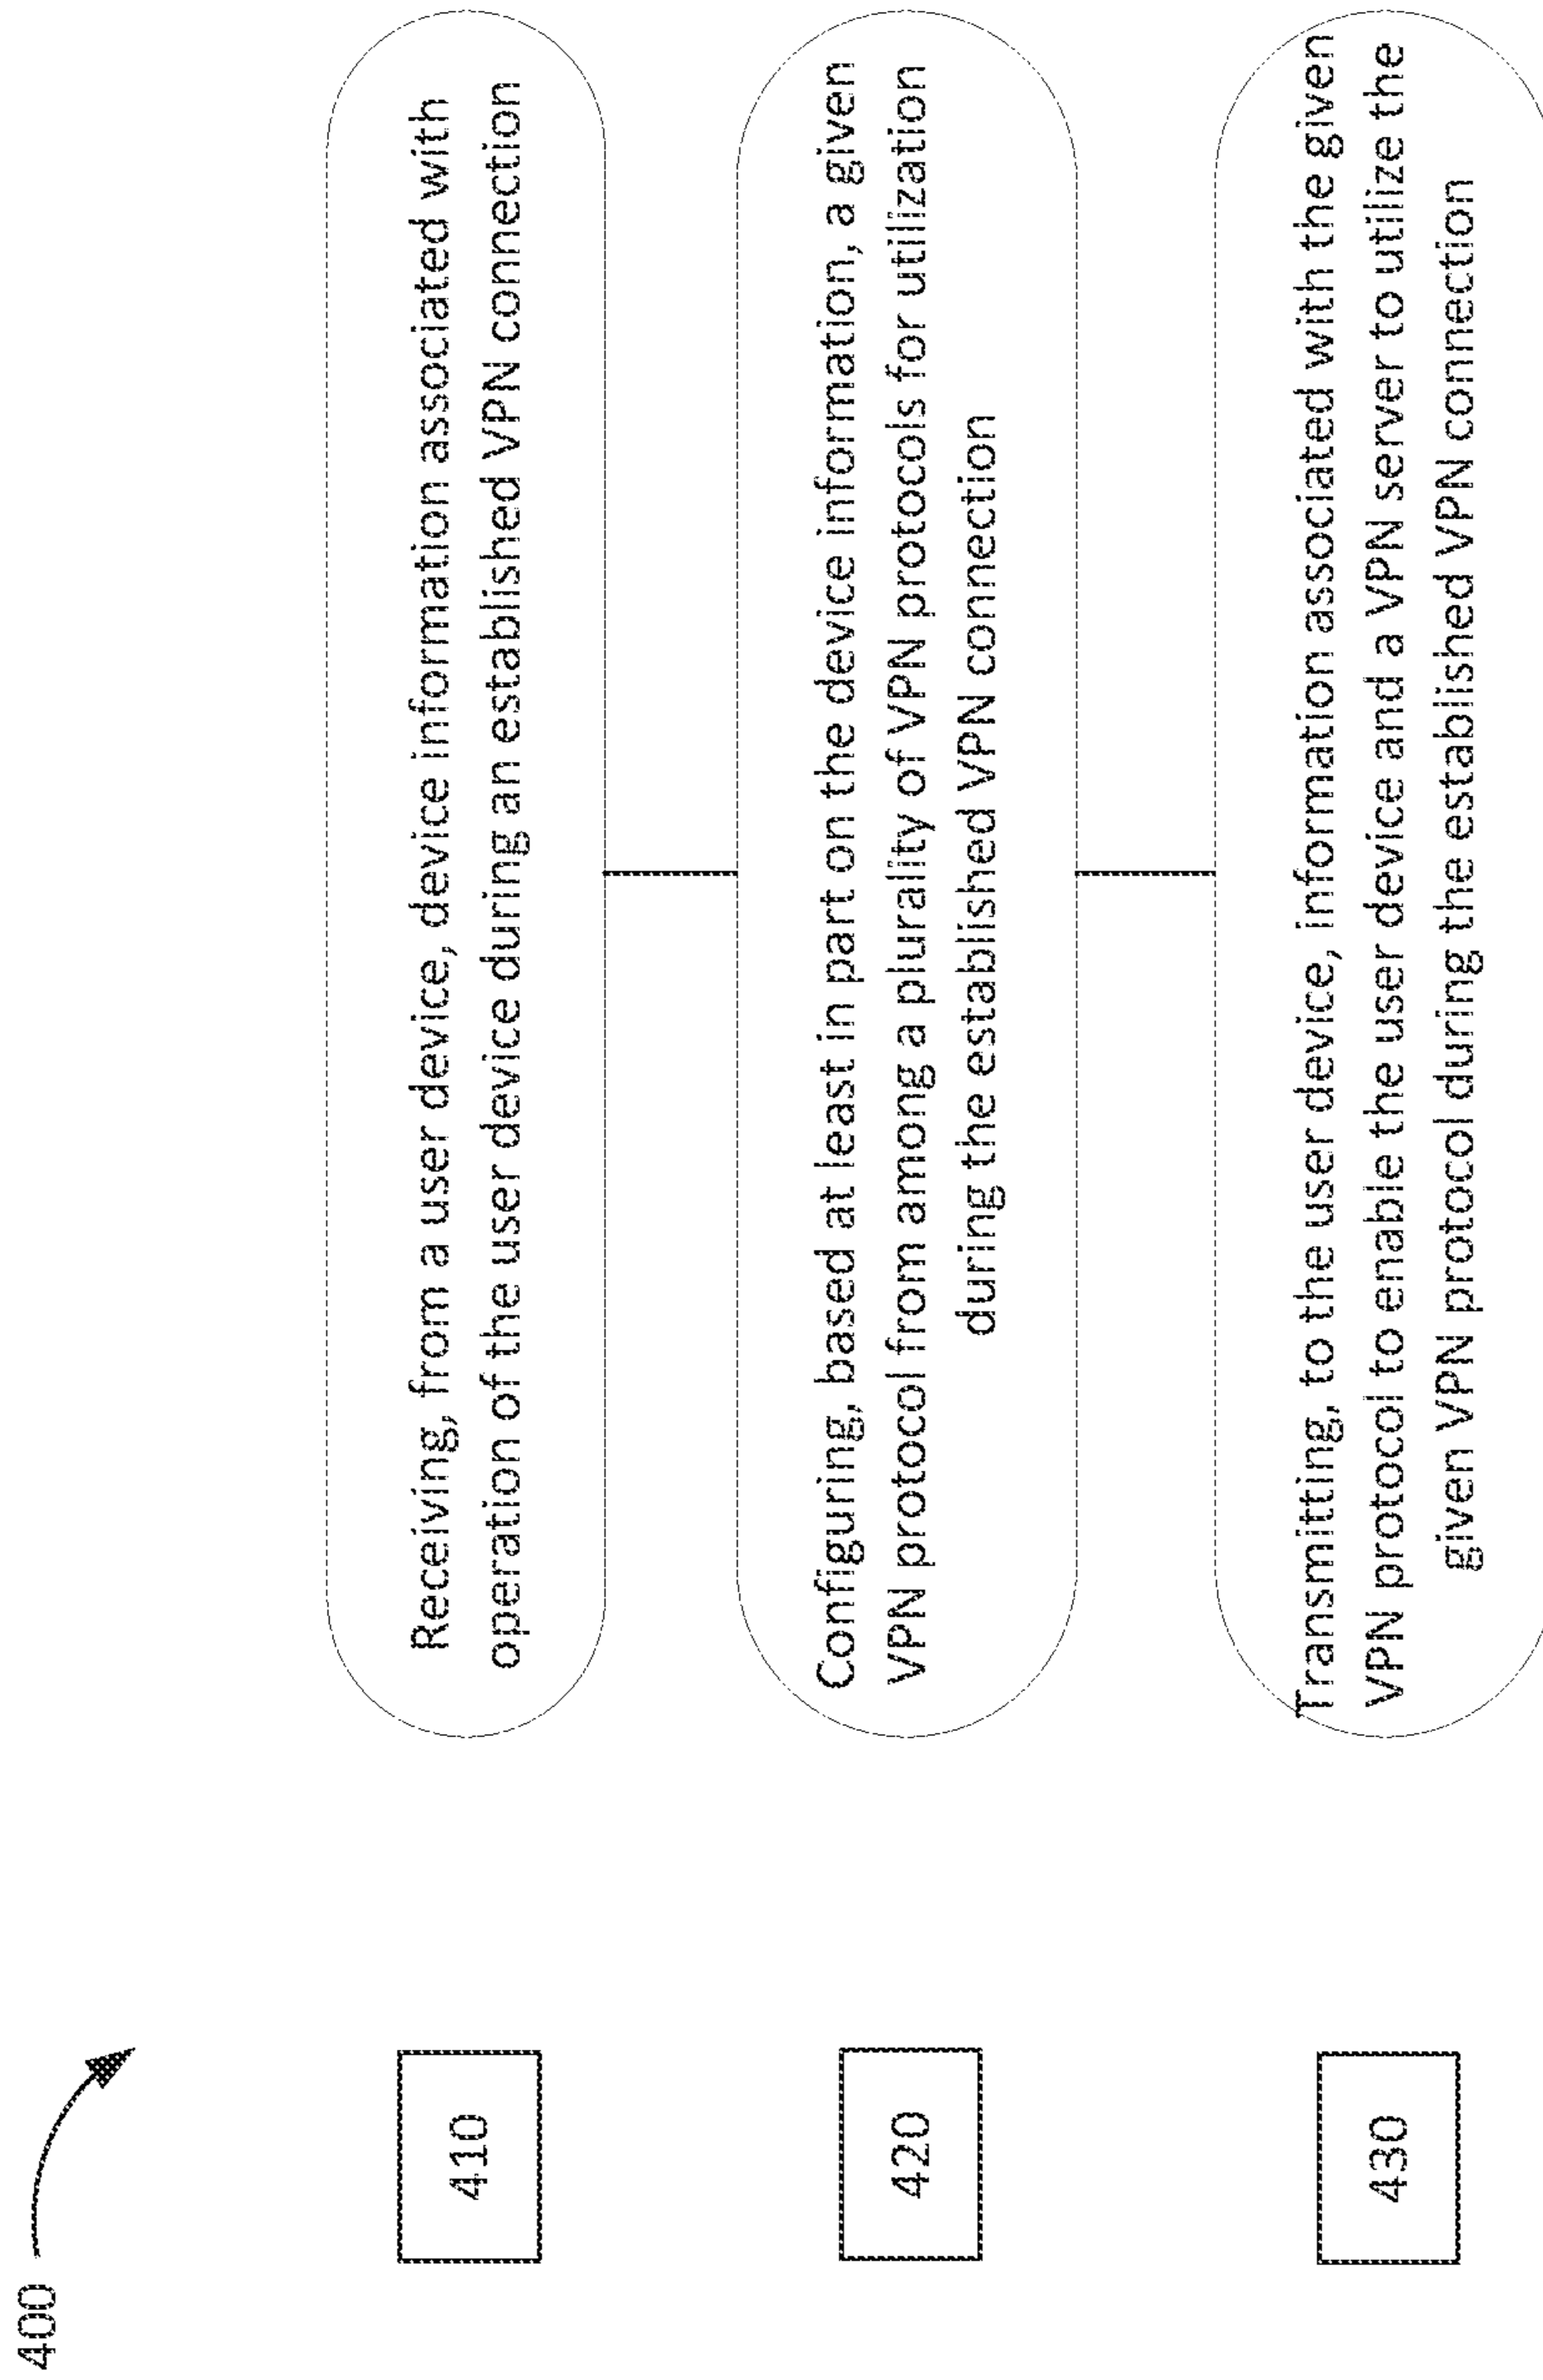 400
410
Receiving, from a user device, device information associated with
operation of the user device during an established VPN connection
420
Configuring, based at least in part on the device information, a given
VPN protocol from among a plurality of VPN protocols for utilization
during the established VPN connection
430
Transmitting, to the user device, information associated with the given
VPN protocol to enable the user device and a VPN server to utilize the
given VPN protocol during the established VPN connection